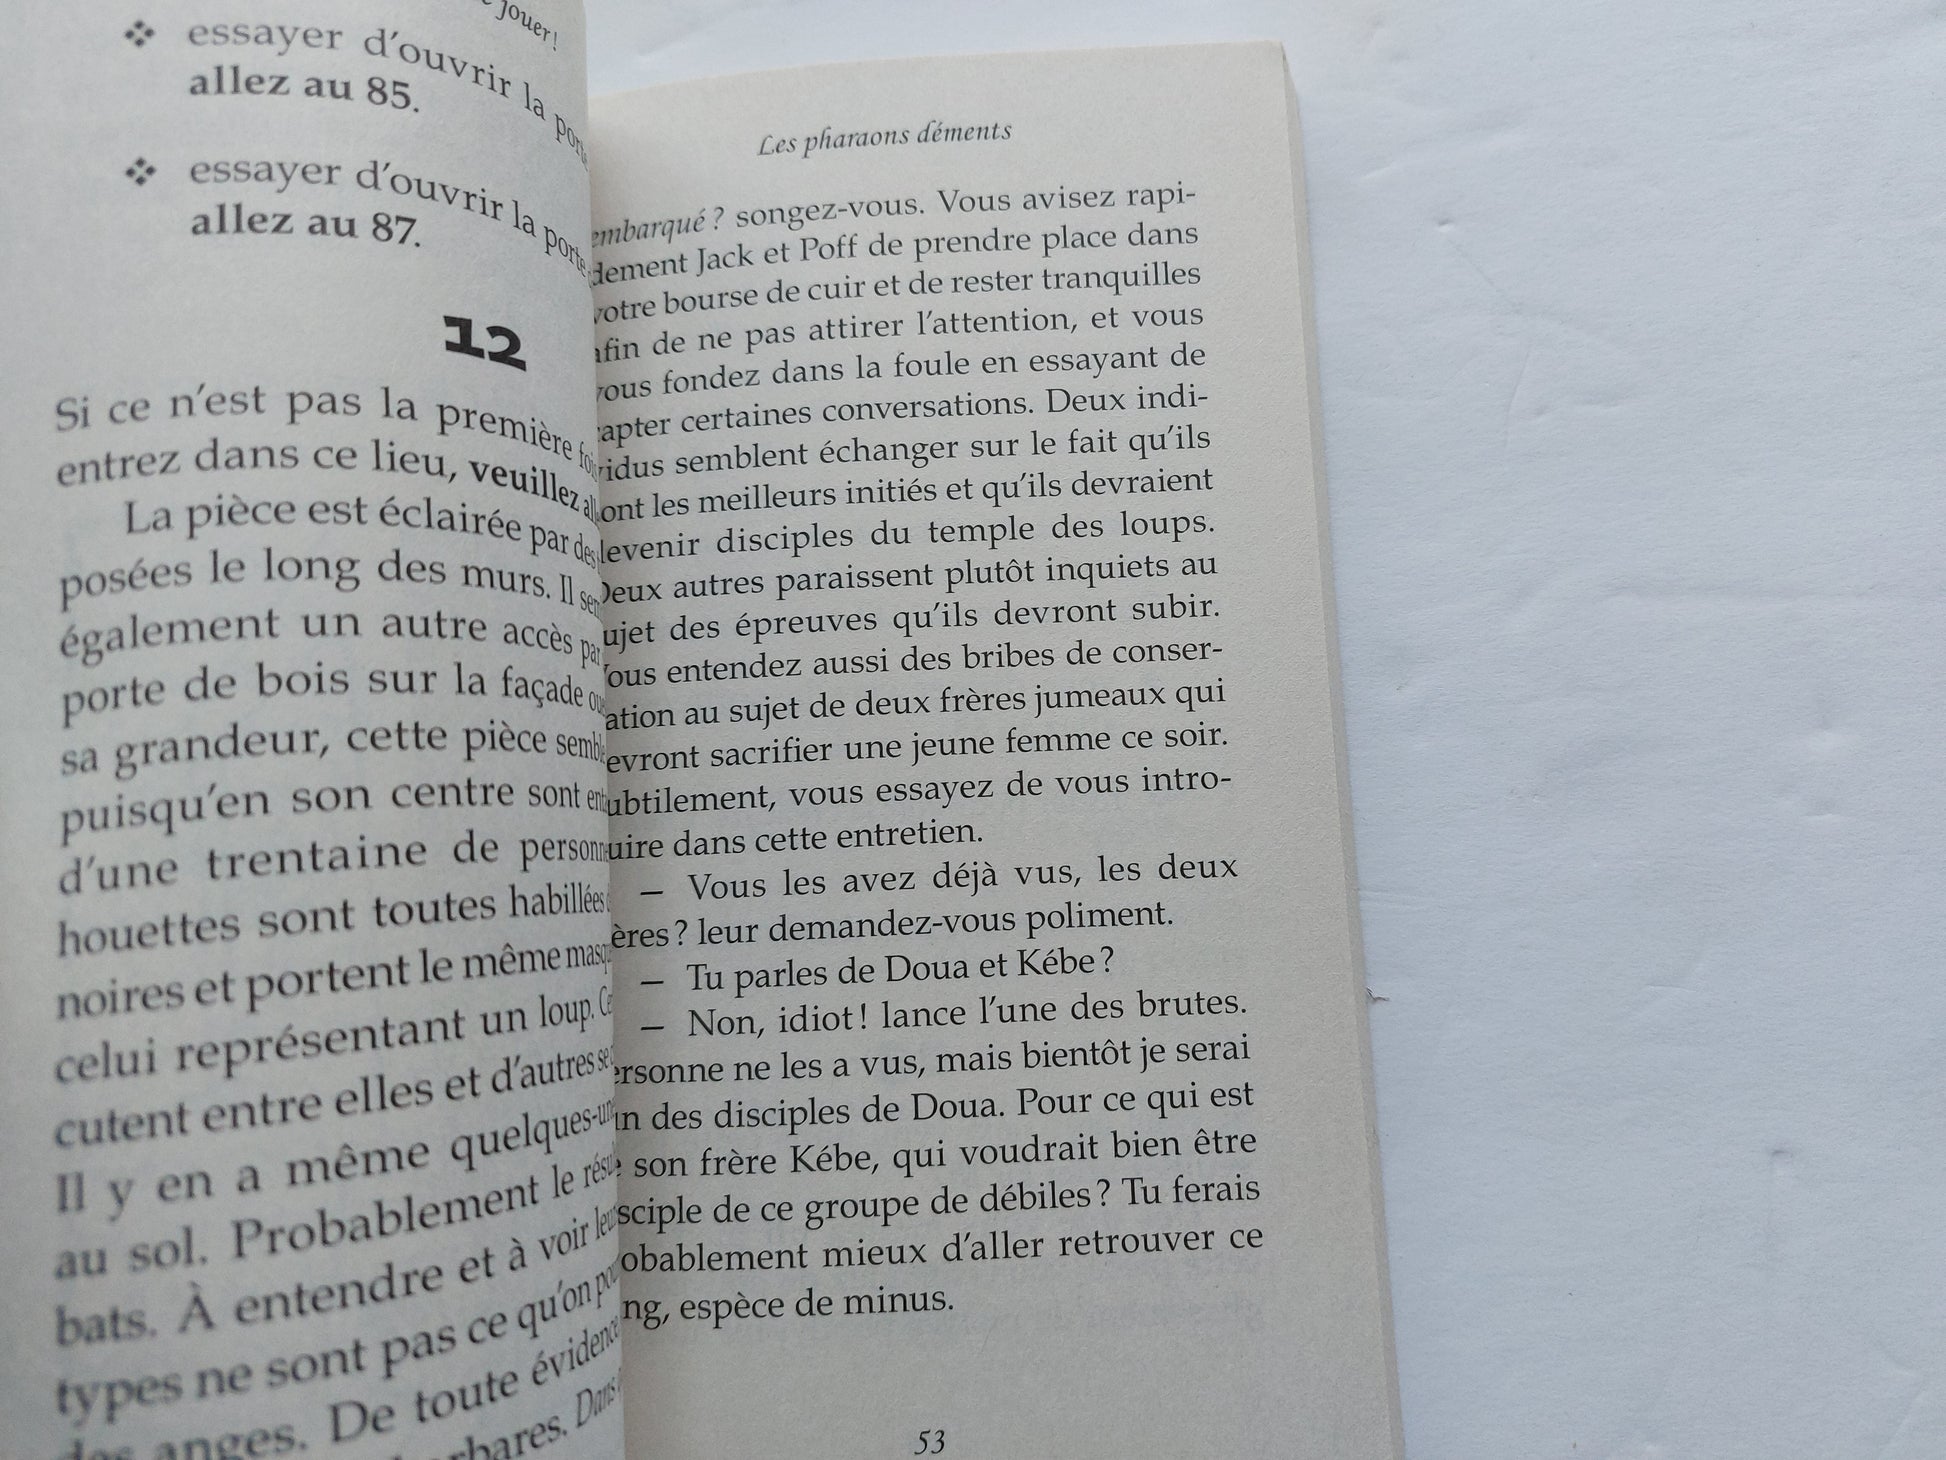 jouer!
essayer d'ouvrir la
allez au 85.
essayer d'ouvrir la porte
allez au 87.
12
Si ce n'est pas la première
entrez dans ce lieu, veuillez
La pièce est éclairée par des
posées le long des murs. Il
également un autre accès
porte de bois sur la façade
sa grandeur, cette pièce
puisqu'en son centre sont
d'une trentaine de
houettes sont toutes habillées
noires et portent le même
celui représentant un loup.
cutent entre elles et d'autres
Il y en a même
au sol. Probablement le
bats. À entendre et à voir
types ne sont pas ce qu'on
des anges. De toute
Les pharaons déments
embarqué ? songez-vous. Vous avisez rapi-
dement Jack et Poff de prendre place dans
votre bourse de cuir et de rester tranquilles
afin de ne pas attirer l'attention, et vous
vous fondez dans la foule en essayant de
capter certaines conversations. Deux indi-
vidus semblent échanger sur le fait qu'ils
sont les meilleurs initiés et qu'ils devraient
devenir disciples du temple des loups.
Deux autres paraissent plutôt inquiets au
sujet des épreuves qu'ils devront subir.
Vous entendez aussi des bribes de conser-
ation au sujet de deux frères jumeaux qui
evront sacrifier une jeune femme ce soir.
ubtilement, vous essayez de vous intro-
uire dans cette entretien.
– Vous les avez déjà vus, les deux
ères ? leur demandez-vous poliment.
– Tu parles de Doua et Kébe ?
– Non, idiot ! lance l'une des brutes.
ersonne ne les a vus, mais bientôt je serai
un des disciples de Doua. Pour ce qui est
e son frère Kébe, qui voudrait bien être
sciple de ce groupe de débiles ? Tu ferais
obablement mieux d'aller retrouver ce
ng, espèce de minus.
53